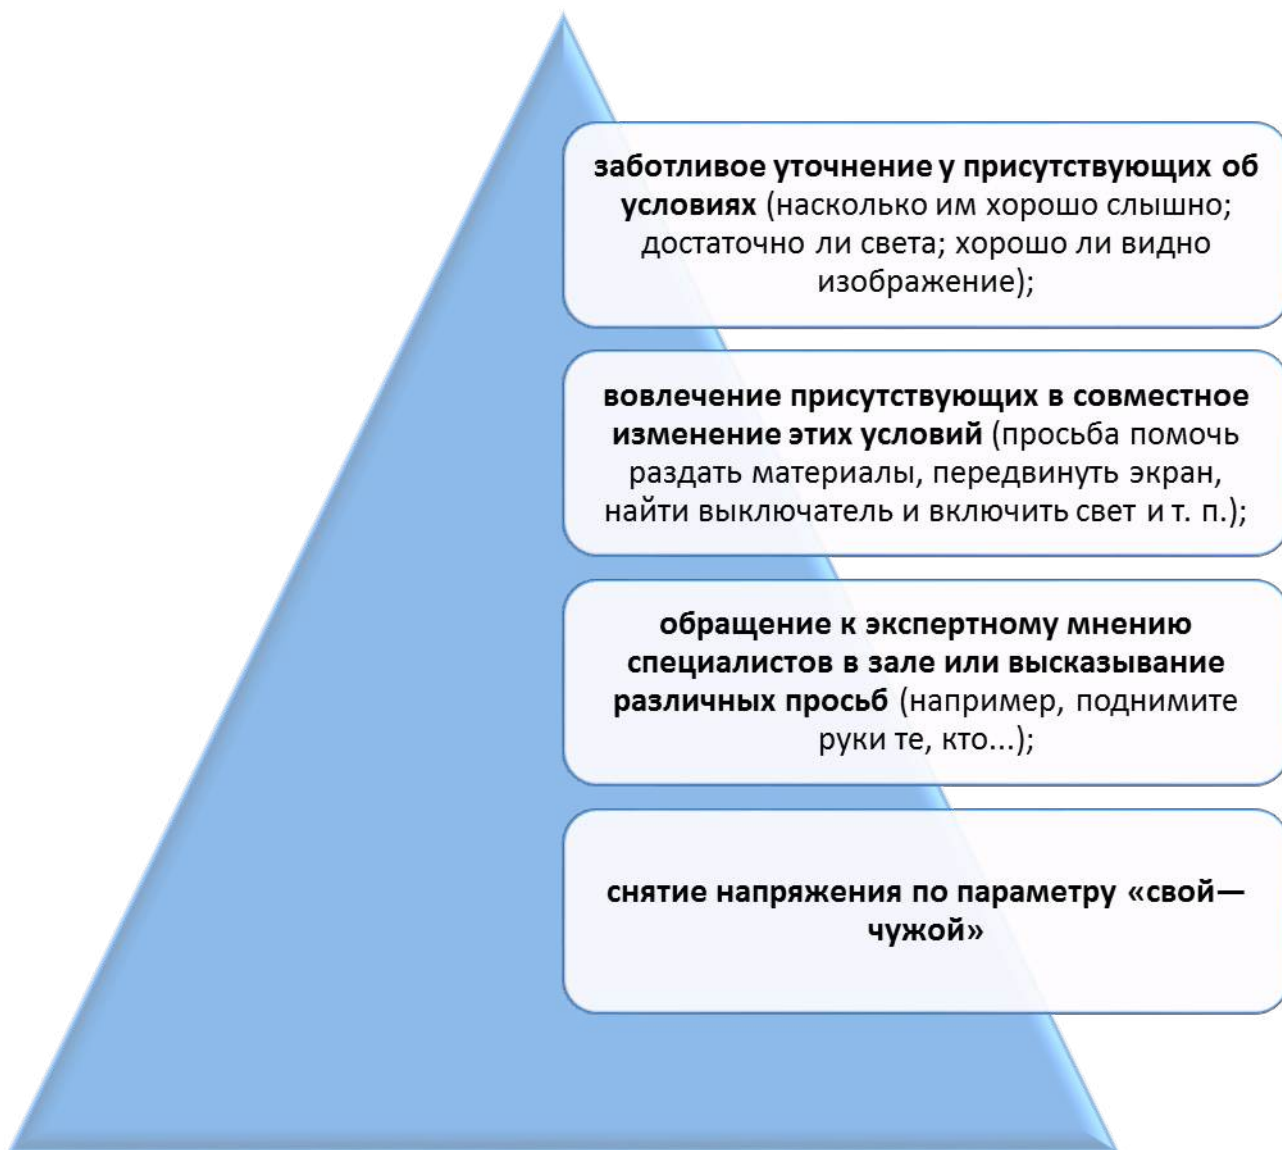 заботливое уточнение у присутствующих об
условиях (насколько им хорошо слышно;
достаточно ли света; хорошо ли видно
изображение);
вовлечение присутствующих в совместное
изменение этих условий (просьба помочь
раздать материалы, передвинуть экран,
найти выключатель и включить свет и т. п.);
обращение к экспертному мнению
специалистов в зале или высказывание
различных просьб (например, поднимите
руки те, кто...);
снятие напряжения по параметру «свой—
чужой»